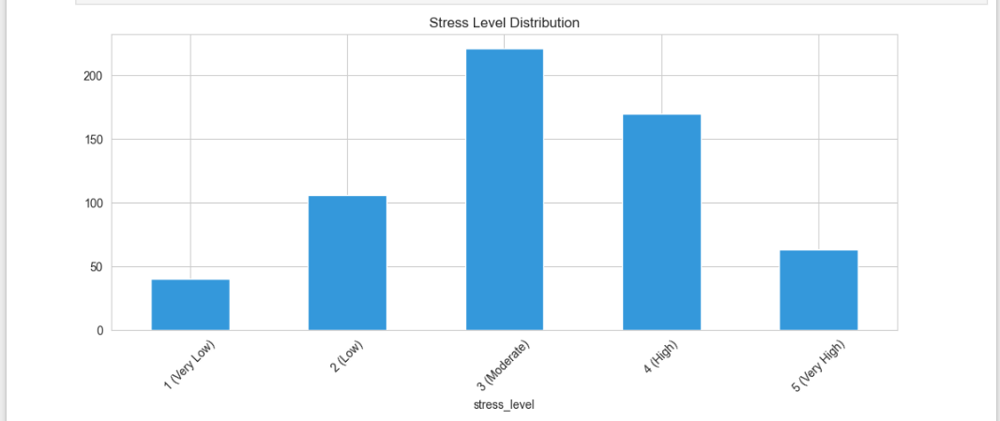 Stress Level Distribution
200
150
100
50
0
1 (Very Low)
2 (Low)
3 (Moderate)
4 (High)
5 (Very High)
stress_level